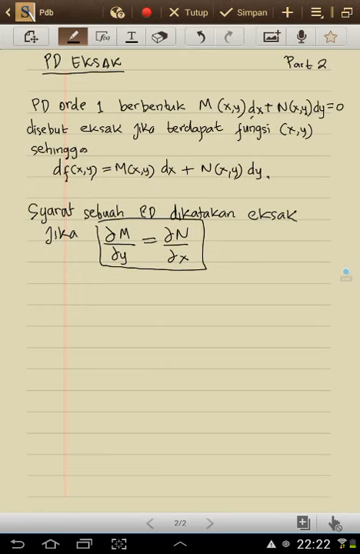 Pdb
Tutup
Simpan
PD EKSAK
Part 2
PD orde 1 berbentuk M(x,y)dx+N(x,y)dy=0
disebut eksak jika terdapat fungsi (x,y)
sehingga
df(x,y) = M(x,y) dx + N(x,y) dy.
Syarat sebuah PD dikatakan eksak
Jika ∂M/∂y = ∂N/∂x
2/2
22:22